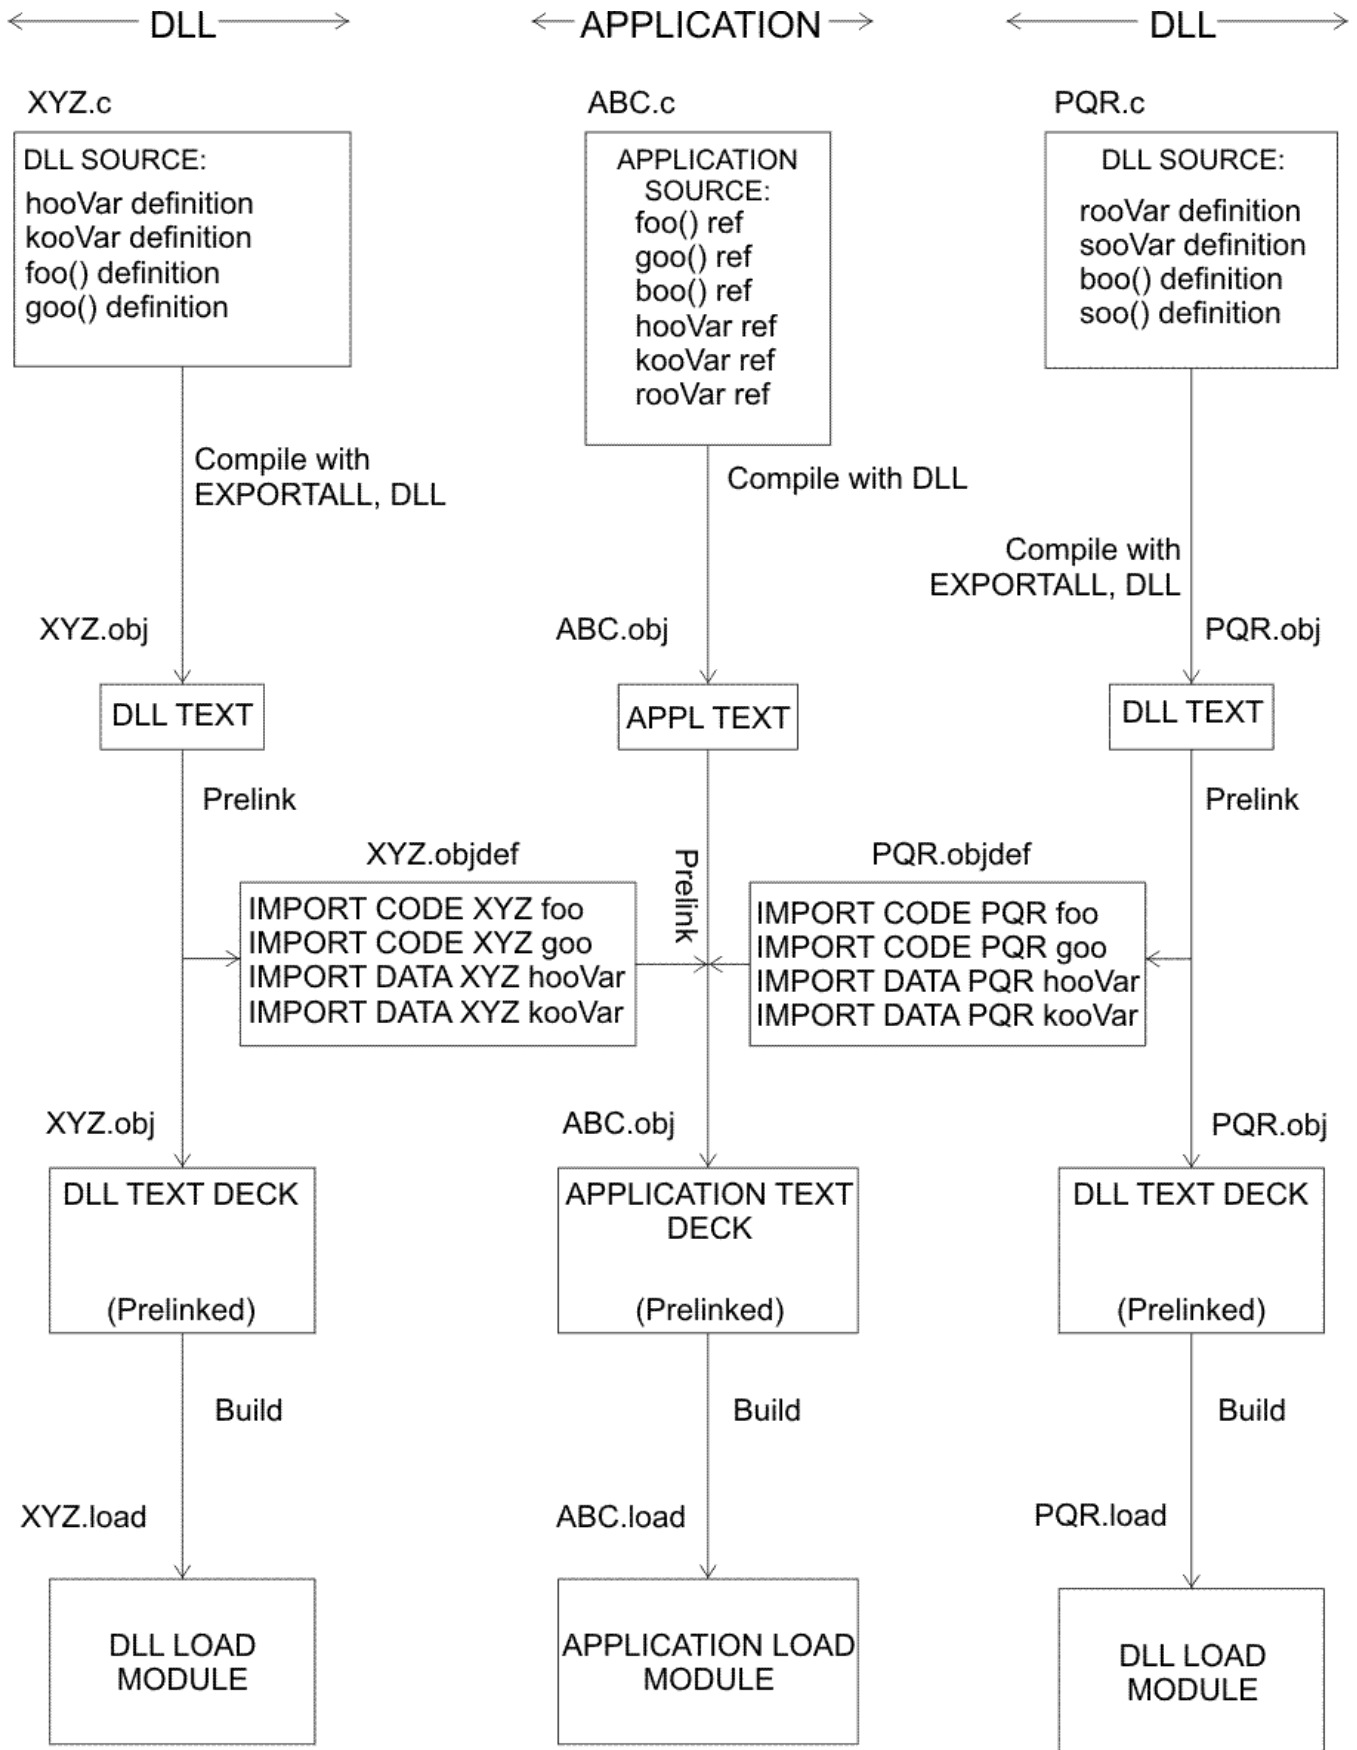 DLL
APPLICATION
DLL
XYZ.c
ABC.c
PQR.c
DLL SOURCE:
hooVar definition
kooVar definition
foo() definition
goo() definition
APPLICATION
SOURCE:
foo() ref
goo() ref
boo() ref
hooVar ref
kooVar ref
rooVar ref
DLL SOURCE:
rooVar definition
sooVar definition
boo() definition
soo() definition
Compile with
EXPORTALL, DLL
Compile with DLL
Compile with
EXPORTALL, DLL
XYZ.obj
ABC.obj
PQR.obj
DLL TEXT
APPL TEXT
DLL TEXT
Prelink
Prelink
Prelink
XYZ.objdef
PQR.objdef
IMPORT CODE XYZ foo
IMPORT CODE XYZ goo
IMPORT DATA XYZ hooVar
IMPORT DATA XYZ kooVar
IMPORT CODE PQR foo
IMPORT CODE PQR goo
IMPORT DATA PQR hooVar
IMPORT DATA PQR kooVar
XYZ.obj
ABC.obj
PQR.obj
DLL TEXT DECK
(Prelinked)
APPLICATION TEXT
DECK
(Prelinked)
DLL TEXT DECK
(Prelinked)
Build
Build
Build
XYZ.load
ABC.load
PQR.load
DLL LOAD
MODULE
APPLICATION LOAD
MODULE
DLL LOAD
MODULE